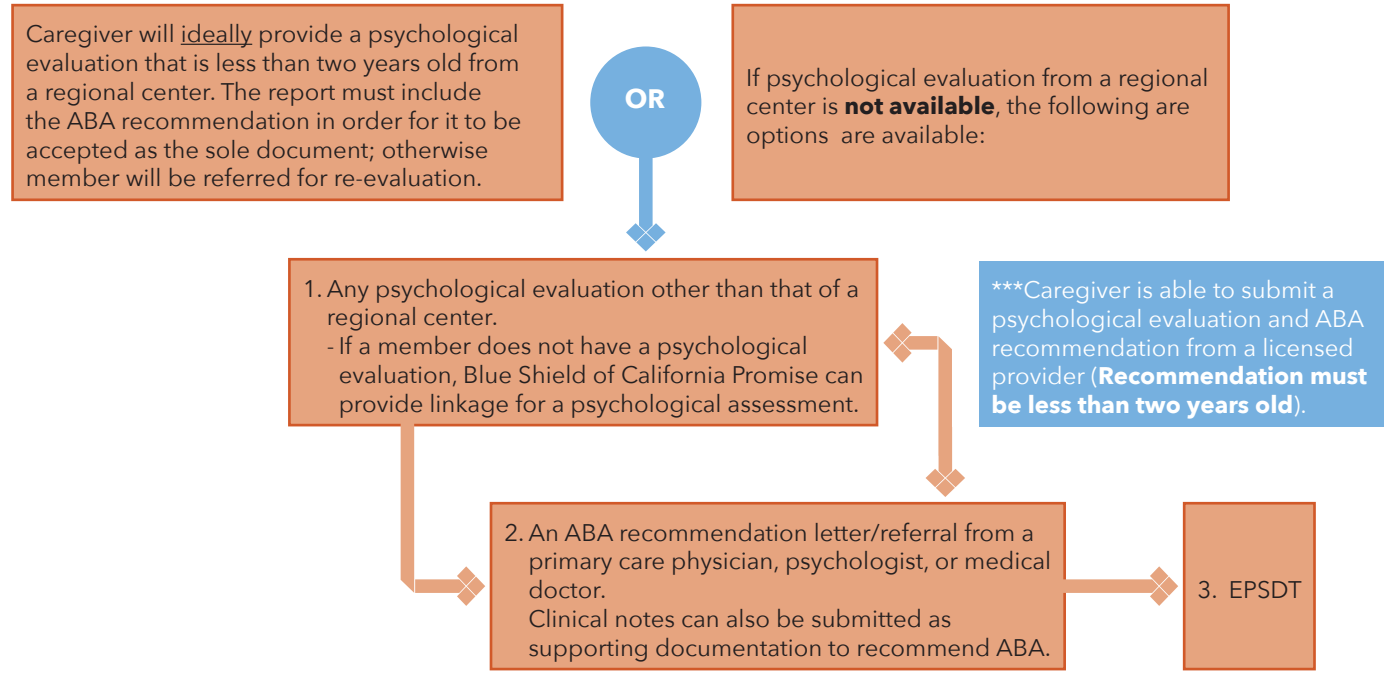 Caregiver will ideally provide a psychological
evaluation that is less than two years old from
a regional center. The report must include
the ABA recommendation in order for it to be
accepted as the sole document; otherwise
member will be referred for re-evaluation.
OR
If psychological evaluation from a regional
center is not available, the following are
options are available:
1. Any psychological evaluation other than that of a
regional center.
- If a member does not have a psychological
evaluation, Blue Shield of California Promise can
provide linkage for a psychological assessment.
***Caregiver is able to submit a
psychological evaluation and ABA
recommendation from a licensed
provider (Recommendation must
be less than two years old).
2. An ABA recommendation letter/referral from a
primary care physician, psychologist, or medical
doctor.
Clinical notes can also be submitted as
supporting documentation to recommend ABA.
3. EPSDT